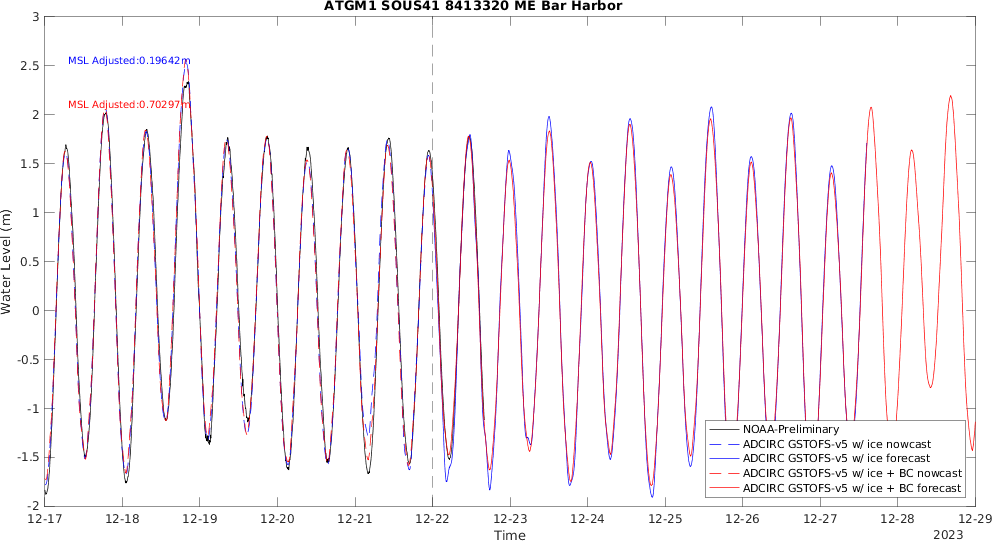 ATGM1 SOUS41 8413320 ME Bar Harbor
3
2.5
2
1.5
1
0.5
0
-0.5
-1
-1.5
-2
Water Level (m)
MSL Adjusted:0.19642m
MSL Adjusted:0.70297m
NOAA-Preliminary
ADCIRC GSTOFS-v5 w/ ice nowcast
ADCIRC GSTOFS-v5 w/ ice forecast
ADCIRC GSTOFS-v5 w/ ice + BC nowcast
ADCIRC GSTOFS-v5 w/ ice + BC forecast
12-17 12-18 12-19 12-20 12-21 12-22 12-23 12-24 12-25 12-26 12-27 12-28 12-29
Time
2023